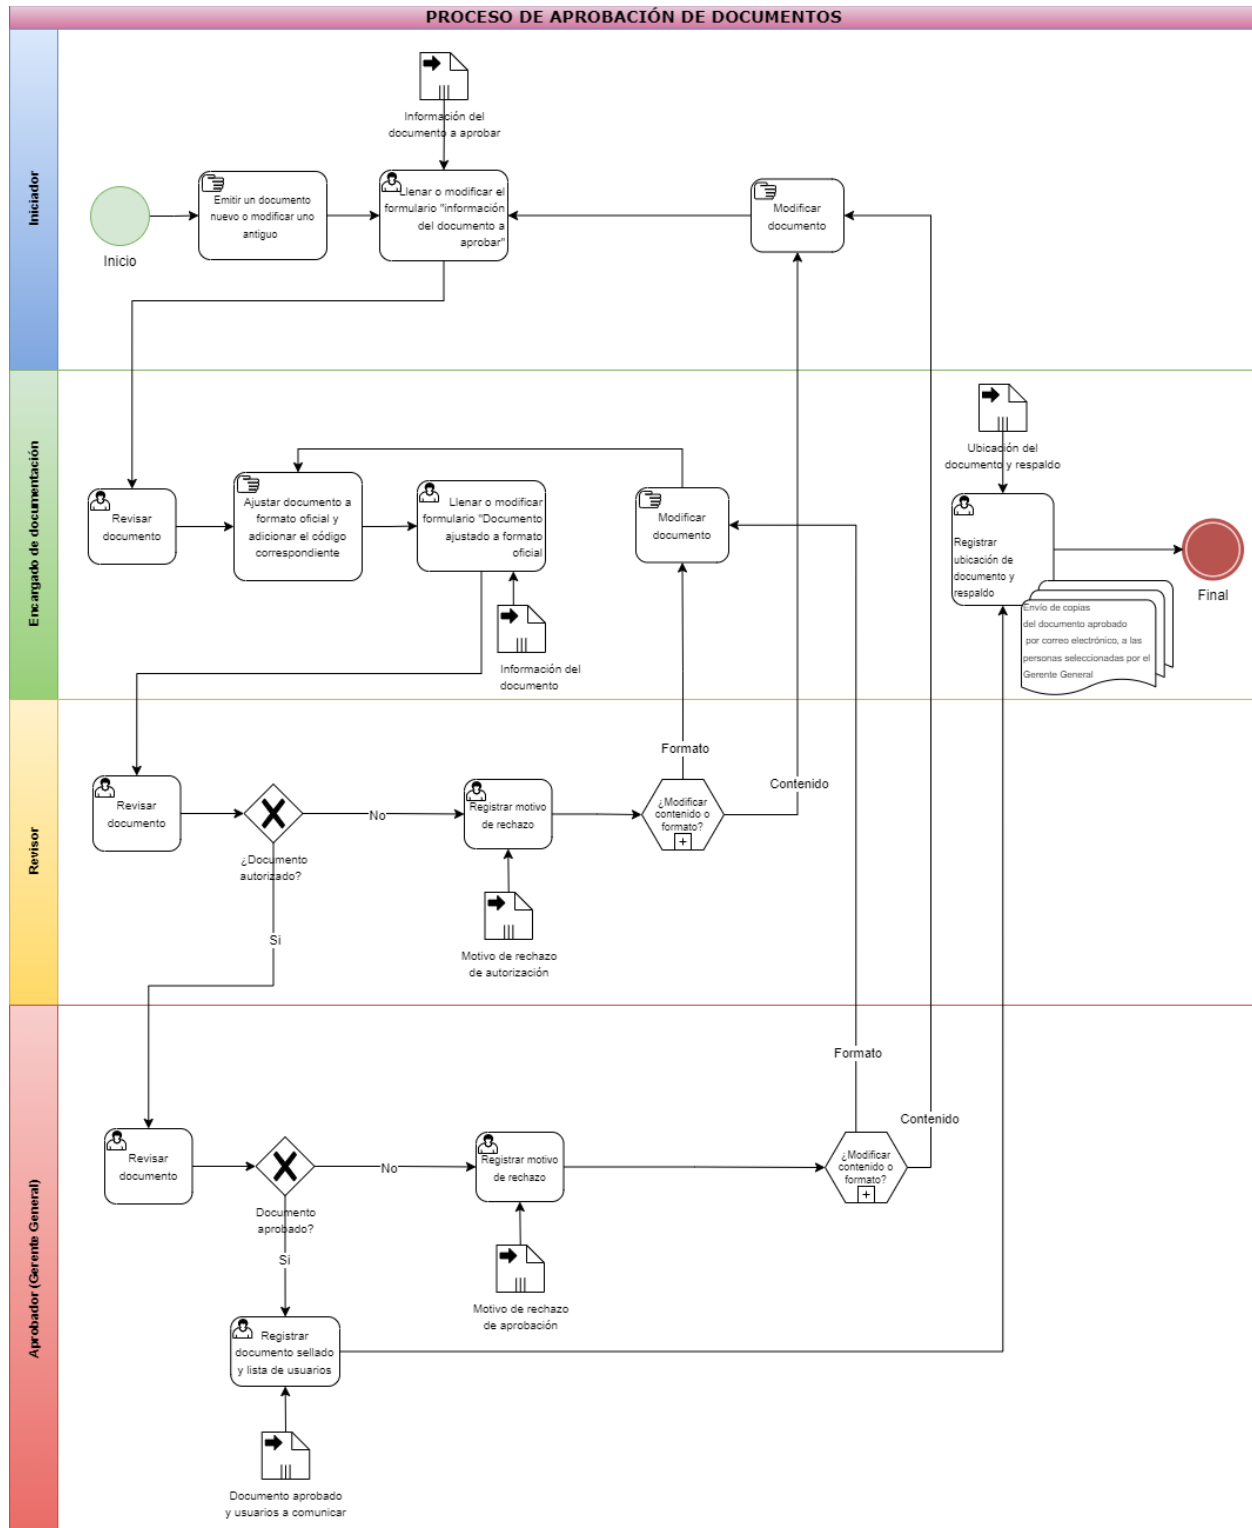 PROCESO DE APROBACIÓN DE DOCUMENTOS
Iniciador
Información del
documento a aprobar
Inicio
Emitir un documento
nuevo o modificar uno
antiguo
Llenar o modificar el
formulario "información
del documento a
aprobar"
Modificar
documento
Encargado de documentación
Revisar
documento
Ajustar documento a
formato oficial y
adicionar el código
correspondiente
Llenar o modificar
formulario "Documento
ajustado a formato
oficial
Información del
documento
Modificar
documento
Ubicación del
documento y respaldo
Registrar
ubicación de
documento y
respaldo
Envío de copias
del documento aprobado
por correo electrónico, a las
personas seleccionadas por el
Gerente General
Final
Revisor
Revisar
documento
¿Documento
autorizado?
No
Si
Registrar motivo
de rechazo
Motivo de rechazo
de autorización
¿Modificar
contenido o
formato?
Formato
Contenido
Aprobador (Gerente General)
Revisar
documento
Documento
aprobado?
No
Si
Registrar motivo
de rechazo
Motivo de rechazo
de aprobación
¿Modificar
contenido o
formato?
Formato
Contenido
Registrar
documento sellado
y lista de usuarios
Documento aprobado
y usuarios a comunicar